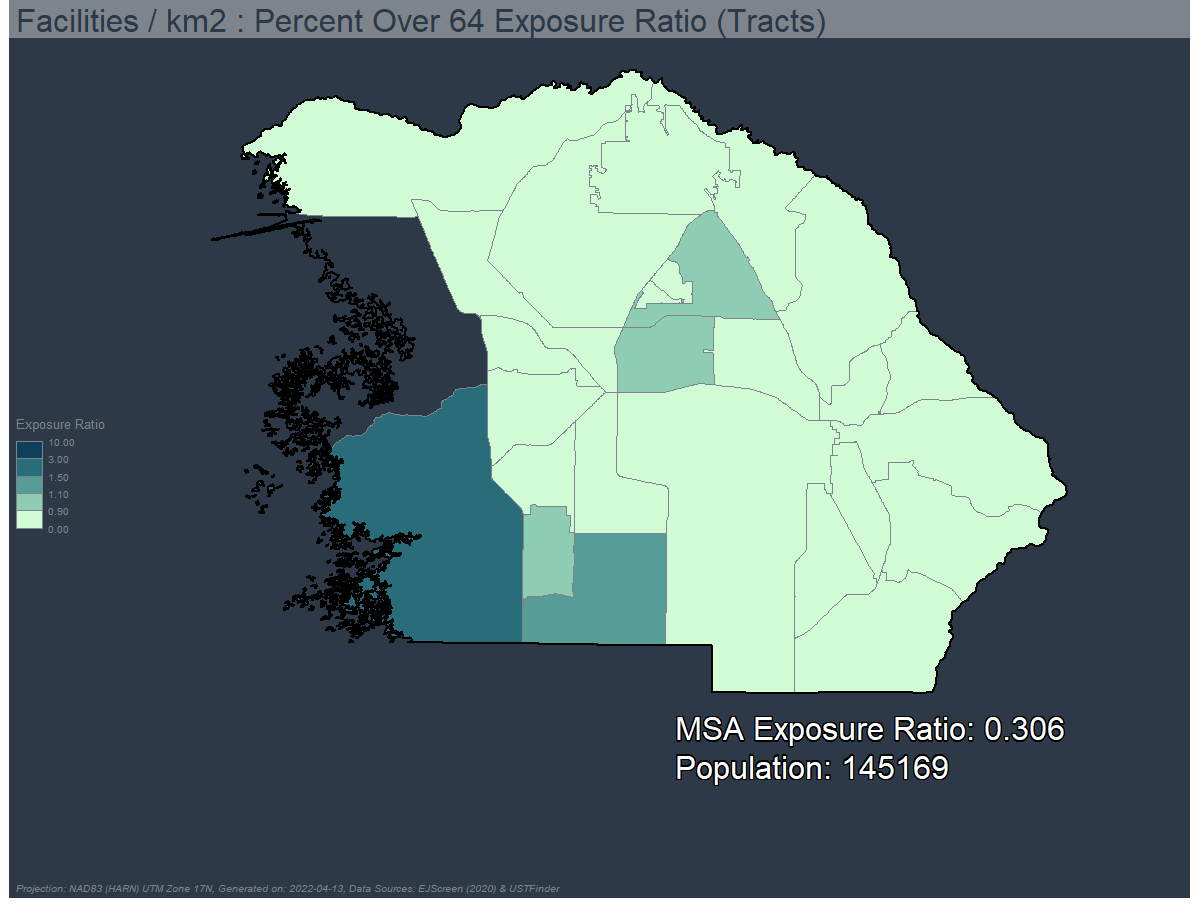 Facilities / km2 : Percent Over 64 Exposure Ratio (Tracts)
Exposure Ratio
10.00
3.00
1.50
1.10
0.90
0.00
MSA Exposure Ratio: 0.306
Population: 145169
Projection: NAD83 (HARN) UTM Zone 17N, Generated on: 2022-04-13, Data Sources: EJScreen (2020) & USTFinder